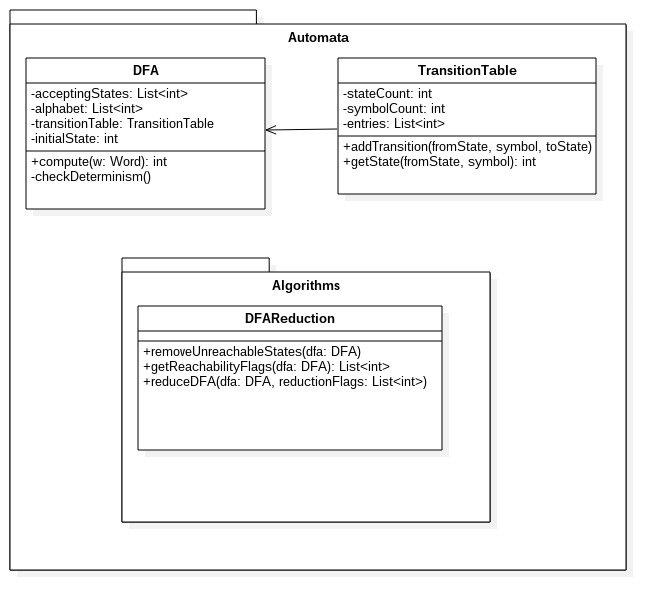 Automata
DFA
-acceptingStates: List<int>
-alphabet: List<int>
-transitionTable: TransitionTable
-initialState: int
+compute(w: Word): int
-checkDeterminism()
TransitionTable
-stateCount: int
-symbolCount: int
-entries: List<int>
+addTransition(fromState, symbol, toState)
+getState(fromState, symbol): int
Algorithms
DFAReduction
+removeUnreachableStates(dfa: DFA)
+getReachabilityFlags(dfa: DFA): List<int>
+reduceDFA(dfa: DFA, reductionFlags: List<int>)